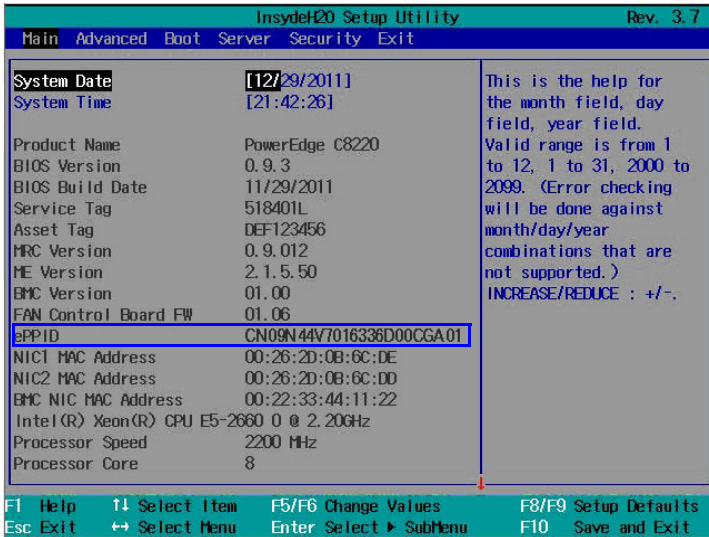 InsydeH2O Setup Utility Rev. 3.7
Main Advanced Boot Server Security Exit
System Date [12/29/2011]
System Time [21:42:26]
Product Name PowerEdge C8220
BIOS Version 0.9.3
BIOS Build Date 11/29/2011
Service Tag 518401L
Asset Tag DEF123456
MRC Version 0.9.012
ME Version 2.1.5.50
BMC Version 01.00
FAN Control Board FW 01.06
ePPID CN09N44V7016336D00CGA01
NIC1 MAC Address 00:26:2D:0B:6C:DE
NIC2 MAC Address 00:26:2D:0B:6C:DD
BMC NIC MAC Address 00:22:33:44:11:22
Intel(R) Xeon(R) CPU E5-2660 0 @ 2.20GHz
Processor Speed 2200 MHz
Processor Core 8
This is the help for
the month field, day
field, year field.
Valid range is from 1
to 12, 1 to 31, 2000 to
2099. (Error checking
will be done against
month/day/year
combinations that are
not supported.)
INCREASE/REDUCE : +/-.
F1 Help ↑↓ Select Item F5/F6 Change Values F8/F9 Setup Defaults
Esc Exit ↔ Select Menu Enter Select ▶ SubMenu F10 Save and Exit